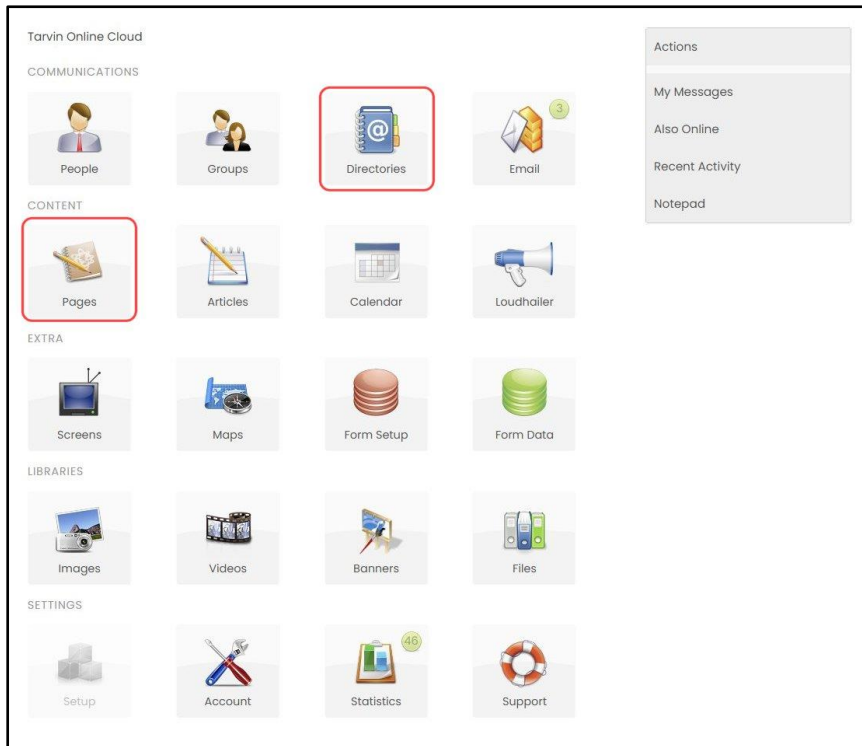 Tarvin Online Cloud
COMMUNICATIONS
People
Groups
Directories
3
Email
CONTENT
Pages
Articles
Calendar
Loudhailer
EXTRA
Screens
Maps
Form Setup
Form Data
LIBRARIES
Images
Videos
Banners
Files
SETTINGS
Setup
Account
46
Statistics
Support
Actions
My Messages
Also Online
Recent Activity
Notepad